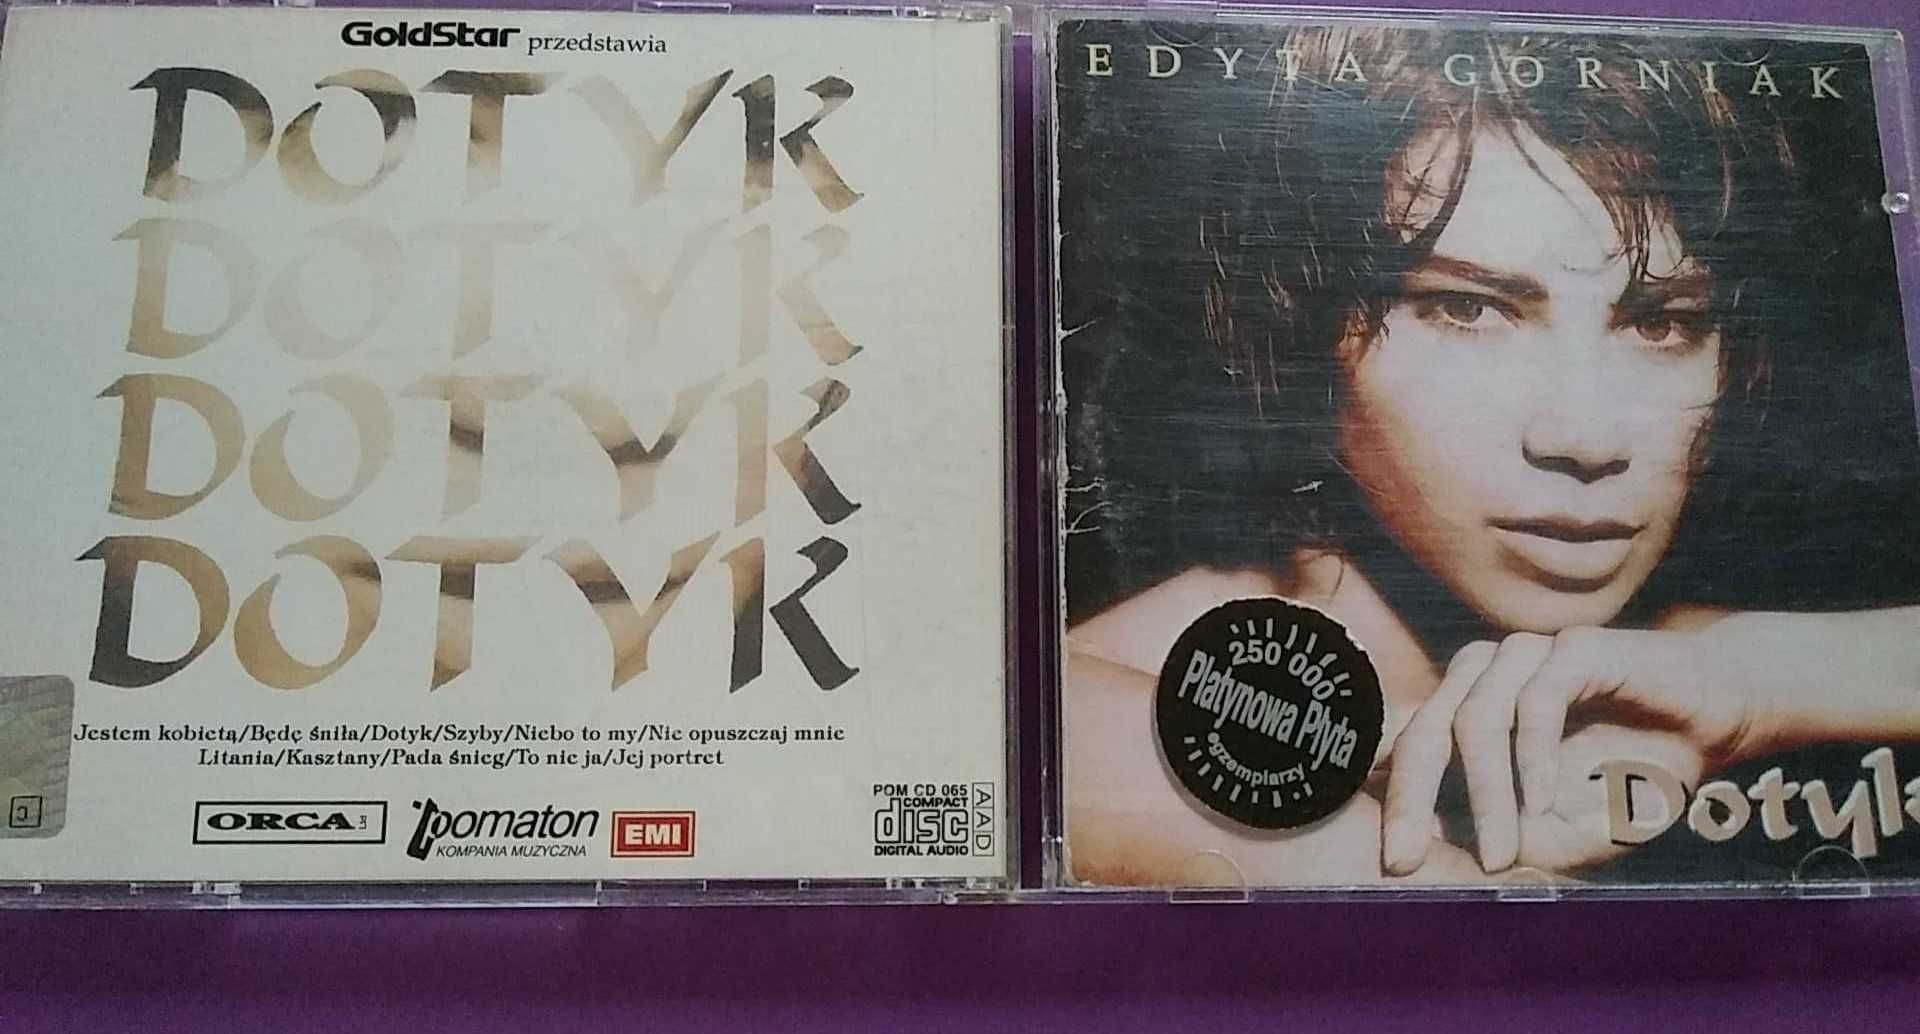 GoldStar przedstawia
DOTYK
DOTYK
DOTYK
DOTYK
Jestem kobietą/Będę śniła/Dotyk/Szyby/Niebo to my/Nie opuszczaj mnie
Litania/Kasztany/Pada śnieg/To nie ja/Jej portret
ORCA
pomaton
KOMPANIA MUZYCZNA
EMI
POM CD 065
COMPACT
disc
DIGITAL AUDIO
AAD
EDYTA GÓRNIAK
250 000
Platynowa Płyta
egzemplarzy
Dotyk